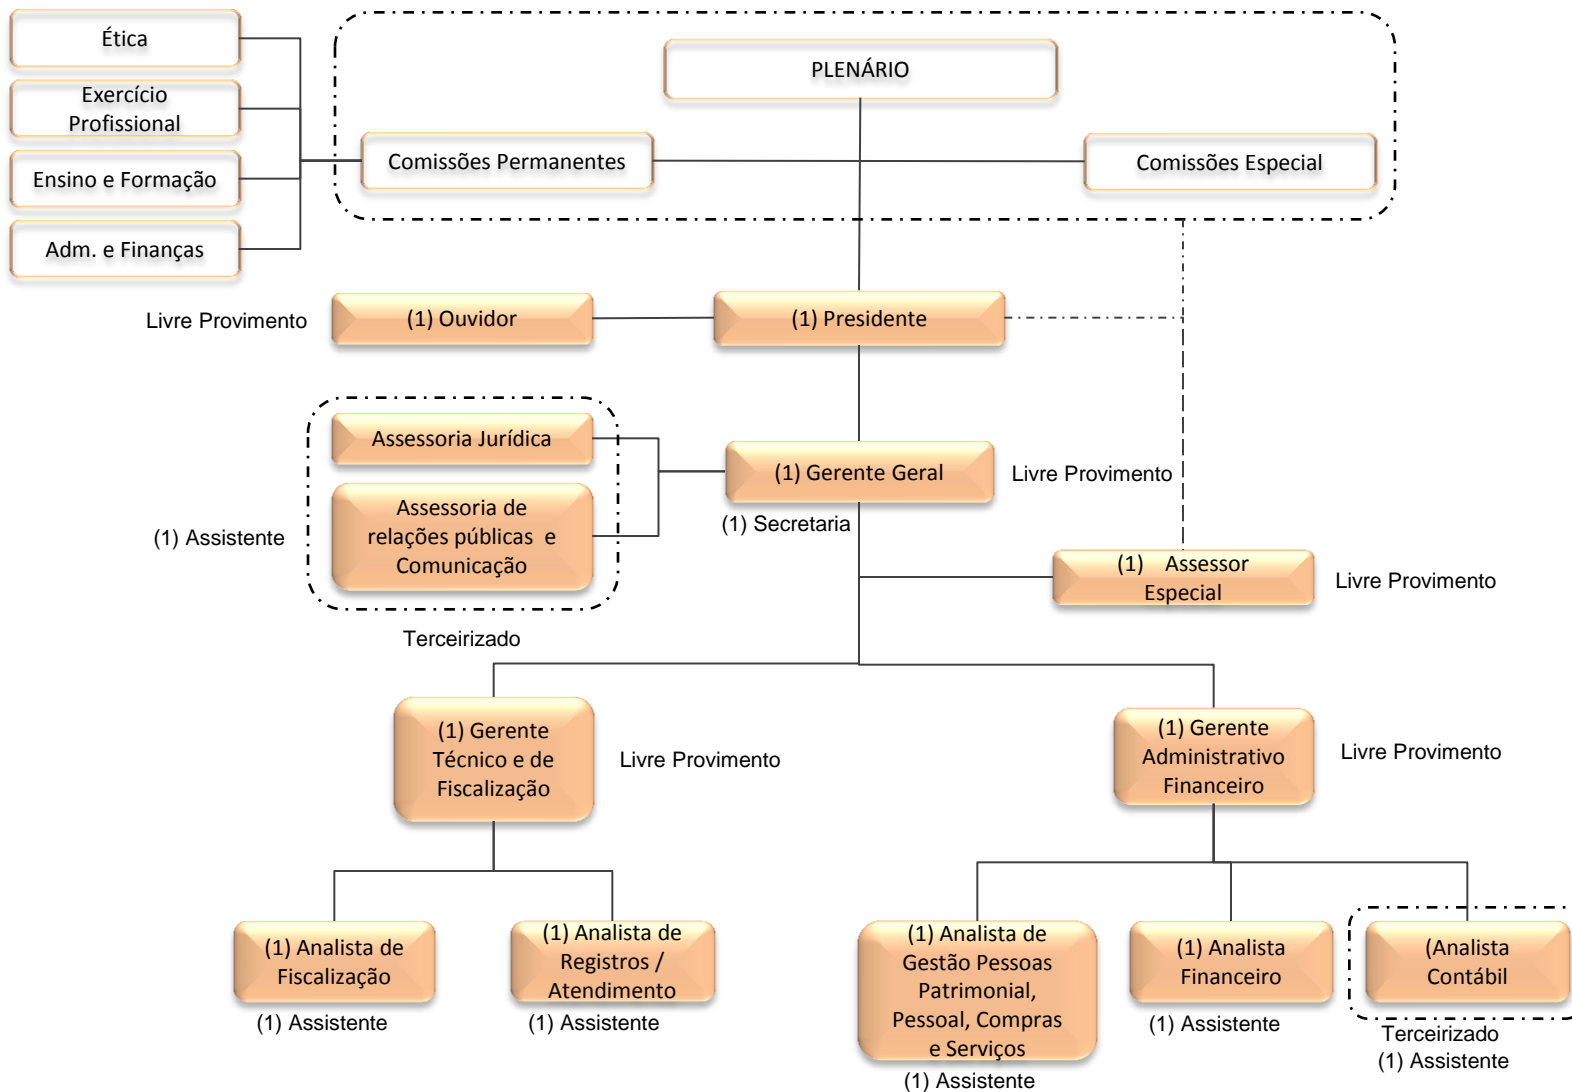 Ética
PLENÁRIO
Exercício
Profissional
Comissões Permanentes
Comissões Especial
Ensino e Formação
Adm. e Finanças
Livre Provimento
(1) Ouvidor
(1) Presidente
Assessoria Jurídica
(1) Gerente Geral
Livre Provimento
Assessoria de
relações públicas e
Comunicação
(1) Secretaria
(1) Assistente
(1) Assessor
Especial
Livre Provimento
Terceirizado
(1) Gerente
Técnico e de
Fiscalização
Livre Provimento
(1) Gerente
Administrativo
Financeiro
Livre Provimento
(1) Analista de
Fiscalização
(1) Assistente
(1) Analista de
Registros /
Atendimento
(1) Assistente
(1) Analista de
Gestão Pessoas
Patrimonial,
Pessoal, Compras
e Serviços
(1) Assistente
(1) Analista
Financeiro
(1) Assistente
(Analista
Contábil
Terceirizado
(1) Assistente